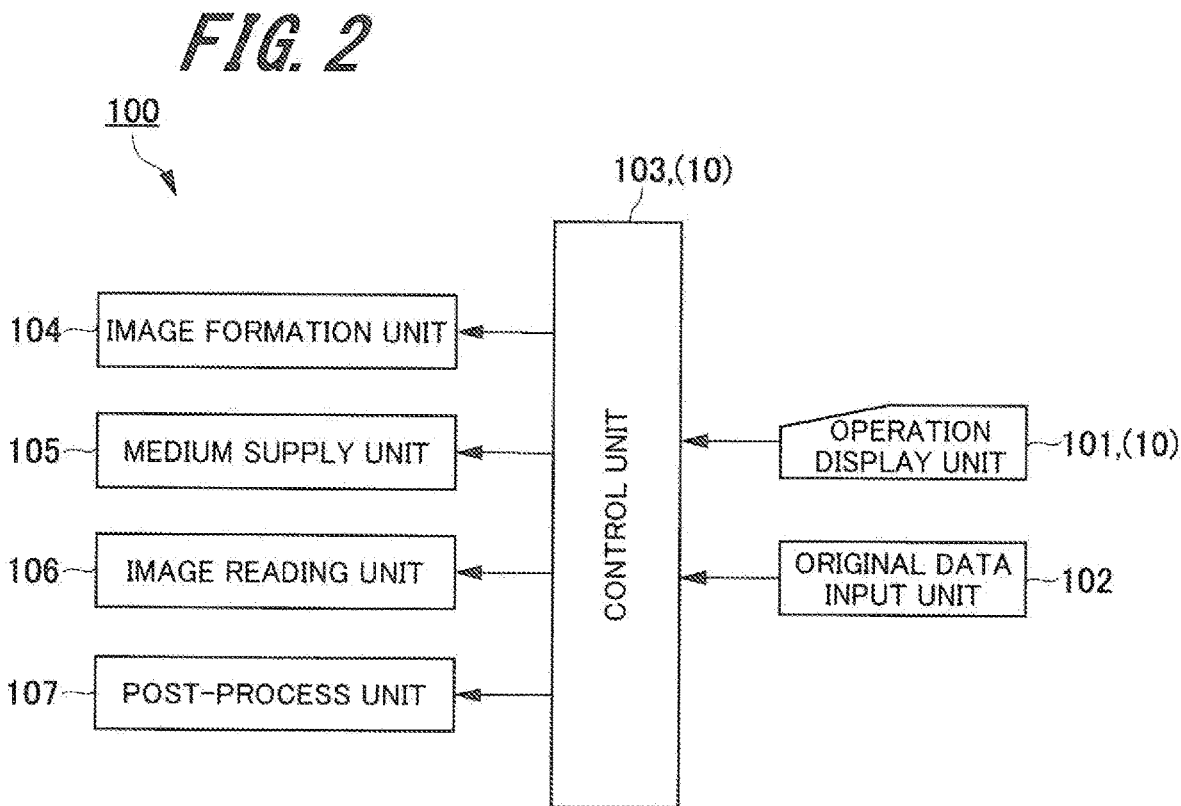 FIG. 2
100
103,(10)
104
IMAGE FORMATION UNIT
105
MEDIUM SUPPLY UNIT
106
IMAGE READING UNIT
107
POST-PROCESS UNIT
CONTROL UNIT
OPERATION
DISPLAY UNIT
101,(10)
ORIGINAL DATA
INPUT UNIT
102